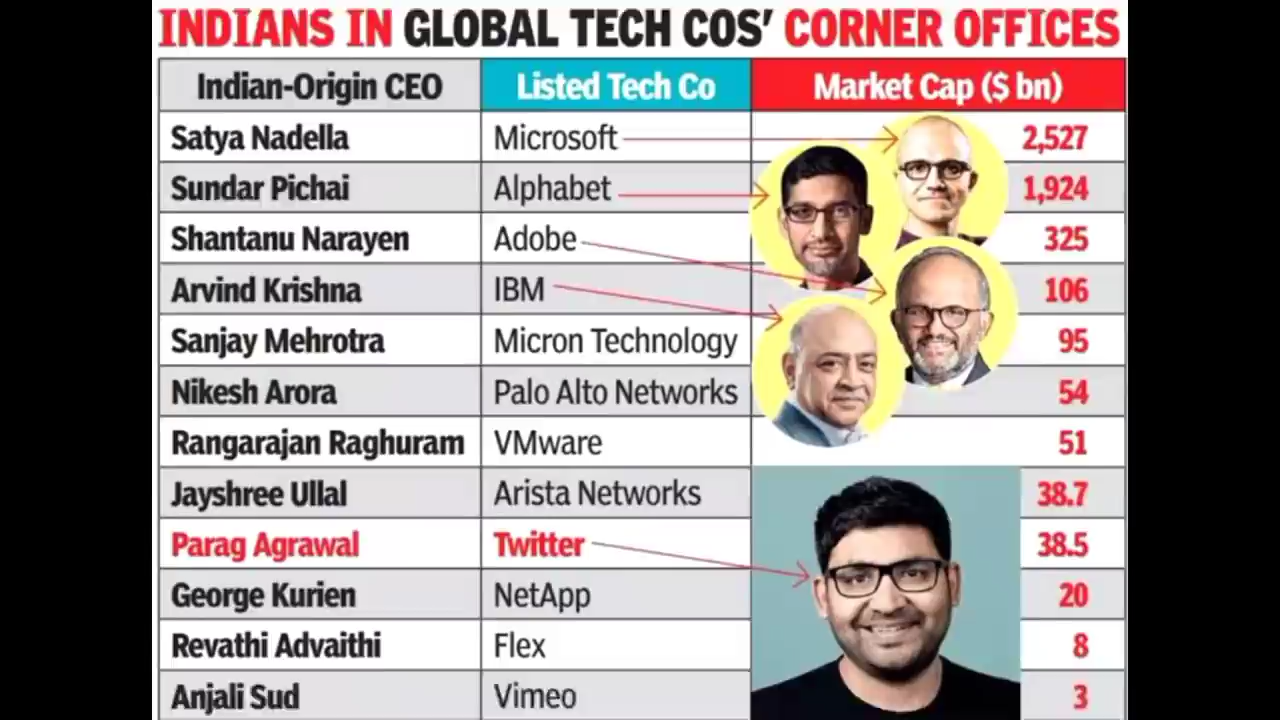 INDIANS IN GLOBAL TECH COS' CORNER OFFICES
Indian-Origin CEO Listed Tech Co Market Cap ($ bn)
Satya Nadella Microsoft 2,527
Sundar Pichai Alphabet 1,924
Shantanu Narayen Adobe 325
Arvind Krishna IBM 106
Sanjay Mehrotra Micron Technology 95
Nikesh Arora Palo Alto Networks 54
Rangarajan Raghuram VMware 51
Jayshree Ullal Arista Networks 38.7
Parag Agrawal Twitter 38.5
George Kurien NetApp 20
Revathi Advaithi Flex 8
Anjali Sud Vimeo 3